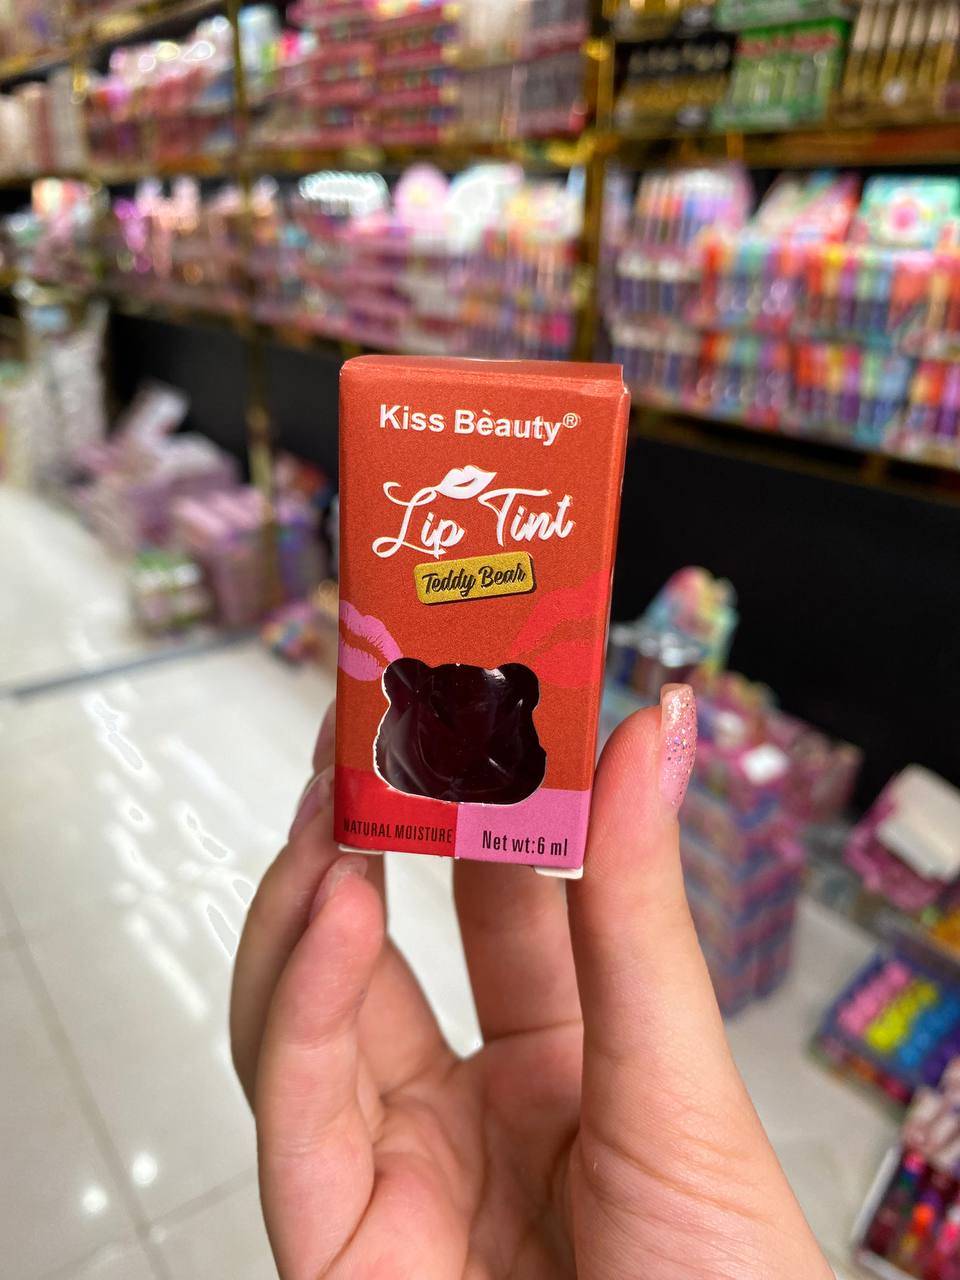 Kiss Bèauty®
Lip Tint
Teddy Bear
NATURAL MOISTURE
Net wt:6 ml